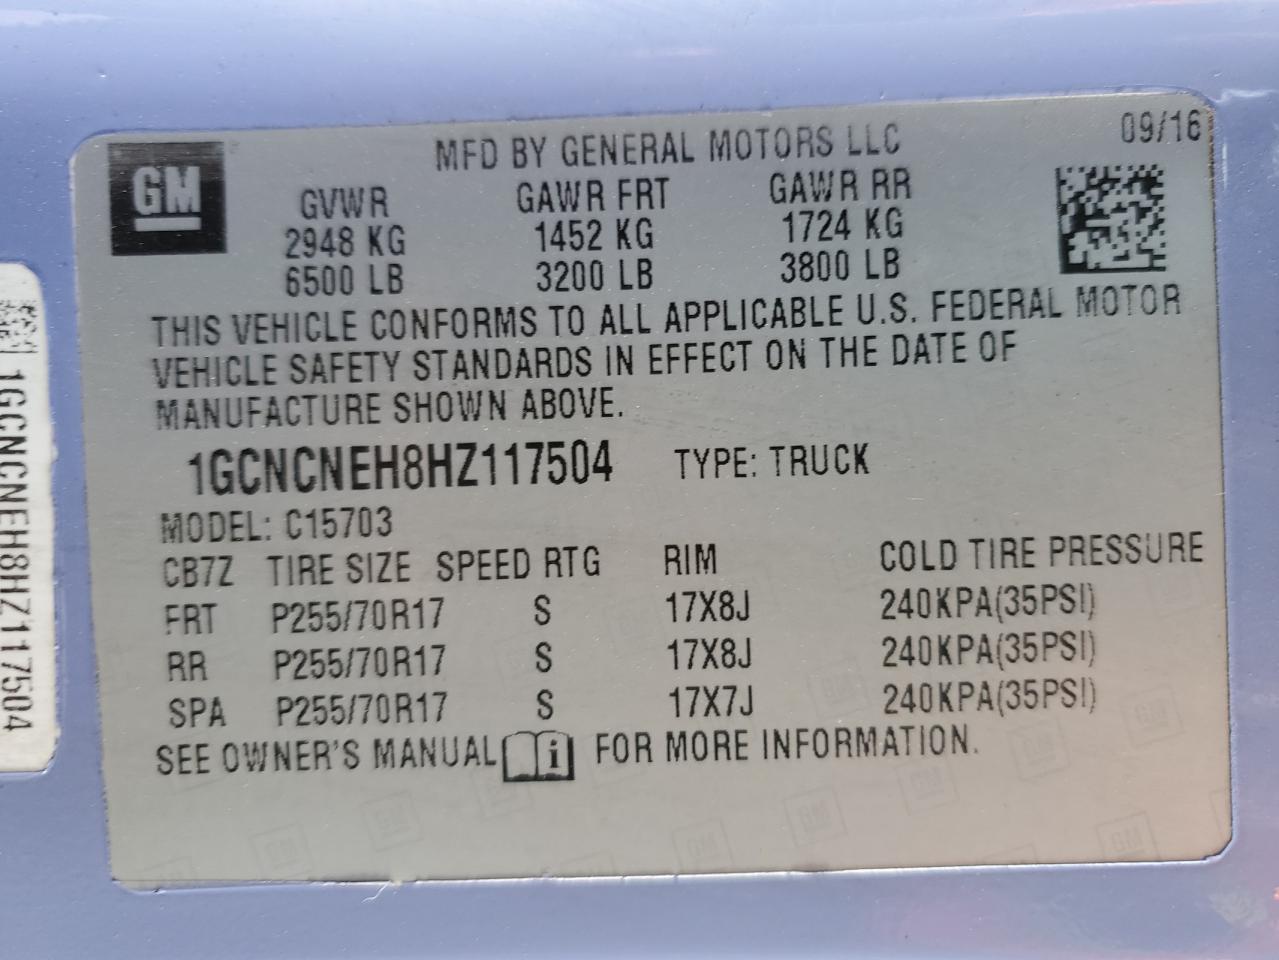 09/16
MFD BY GENERAL MOTORS LLC
GM
GVWR GAWR FRT GAWR RR
2948 KG 1452 KG 1724 KG
6500 LB 3200 LB 3800 LB
THIS VEHICLE CONFORMS TO ALL APPLICABLE U.S. FEDERAL MOTOR
VEHICLE SAFETY STANDARDS IN EFFECT ON THE DATE OF
MANUFACTURE SHOWN ABOVE.
1GCNCNEH8HZ117504 TYPE: TRUCK
MODEL: C15703
CB7Z TIRE SIZE SPEED RTG RIM COLD TIRE PRESSURE
FRT P255/70R17 S 17X8J 240KPA(35PSI)
RR P255/70R17 S 17X8J 240KPA(35PSI)
SPA P255/70R17 S 17X7J 240KPA(35PSI)
SEE OWNER'S MANUAL i FOR MORE INFORMATION.
1GCNCNEH8HZ117504